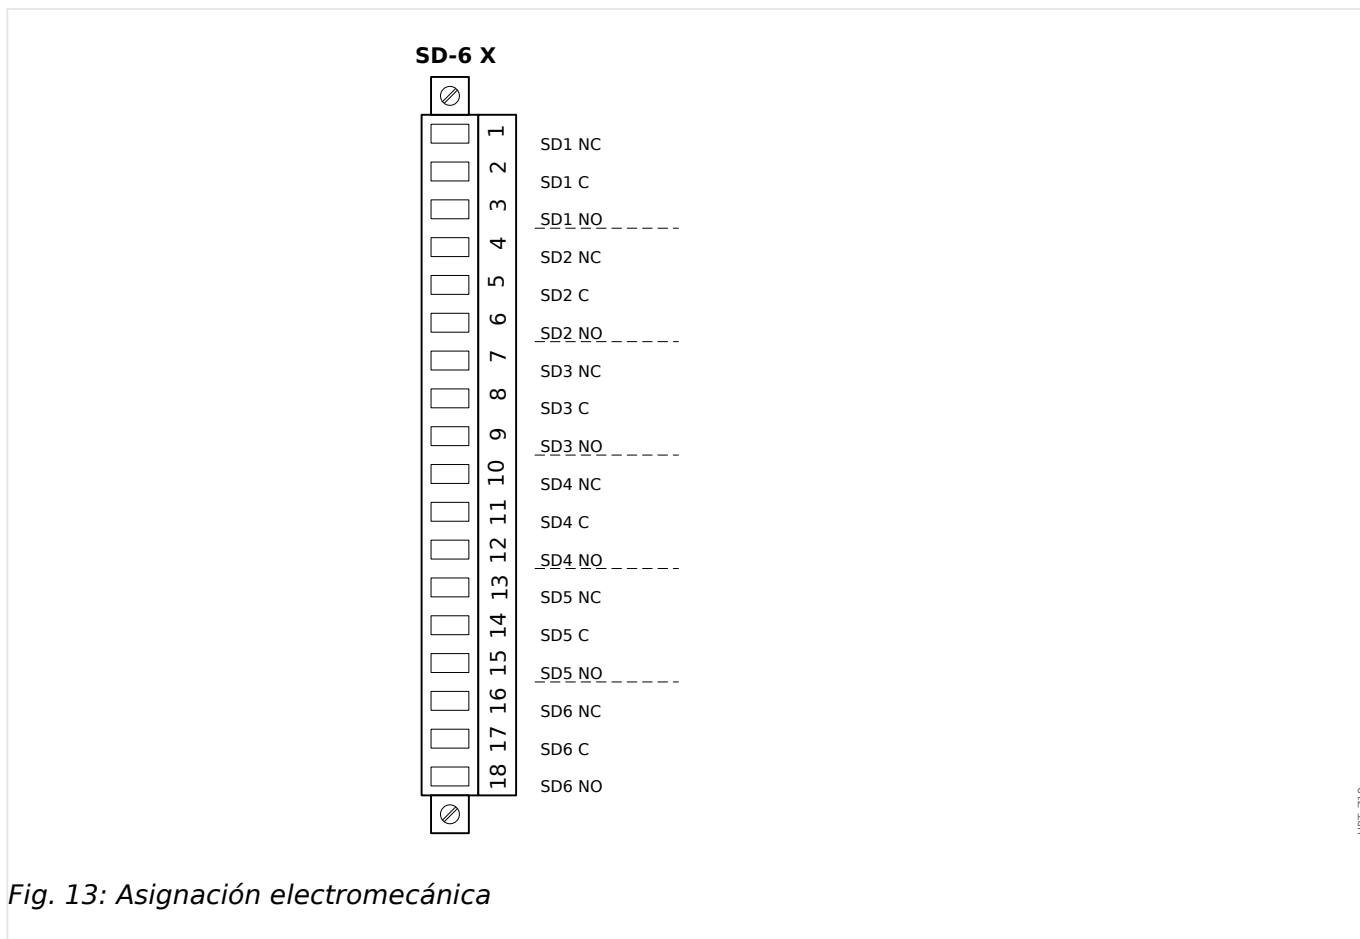 SD-6 X
1 SD1 NC
2 SD1 C
3 SD1 NO
4 SD2 NC
5 SD2 C
6 SD2 NO
7 SD3 NC
8 SD3 C
9 SD3 NO
10 SD4 NC
11 SD4 C
12 SD4 NO
13 SD5 NC
14 SD5 C
15 SD5 NO
16 SD6 NC
17 SD6 C
18 SD6 NO
Fig. 13: Asignación electromecánica